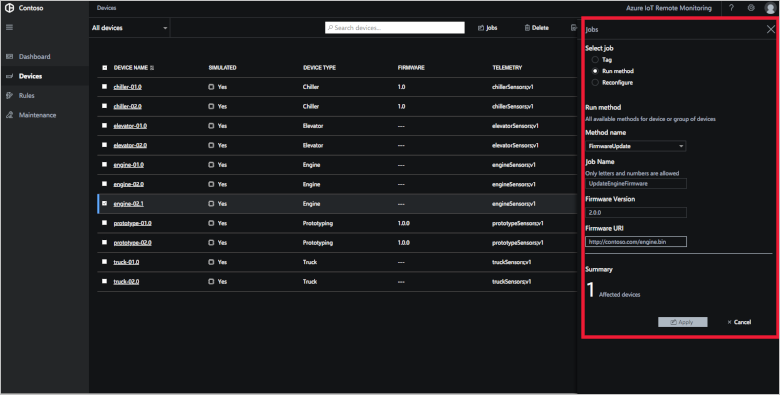 Contoso
Devices
Azure IoT Remote Monitoring
?
Dashboard
Devices
Rules
Maintenance
All devices
Search devices...
Jobs
Delete
DEVICE NAME SIMULATED DEVICE TYPE FIRMWARE TELEMETRY
chiller-01.0 Yes Chiller 1.0 chillerSensors;v1
chiller-02.0 Yes Chiller 1.0 chillerSensors;v1
elevator-01.0 Yes Elevator --- elevatorSensors;v1
elevator-02.0 Yes Elevator --- elevatorSensors;v1
engine-01.0 Yes Engine --- engineSensors;v1
engine-02.0 Yes Engine --- engineSensors;v1
engine-02.1 Yes Engine --- engineSensors;v1
prototype-01.0 Yes Prototyping 1.0.0 prototypeSensors;v1
prototype-02.0 Yes Prototyping 1.0.0 prototypeSensors;v1
truck-01.0 Yes Truck --- truckSensors;v1
truck-02.0 Yes Truck --- truckSensors;v1
Jobs
Select job
Tag
Run method
Reconfigure
Run method
All available methods for device or group of devices
Method name
FirmwareUpdate
Job Name
Only letters and numbers are allowed
UpdateEngineFirmware
Firmware Version
2.0.0
Firmware URI
http://contoso.com/engine.bin
Summary
1 Affected devices
Apply
× Cancel